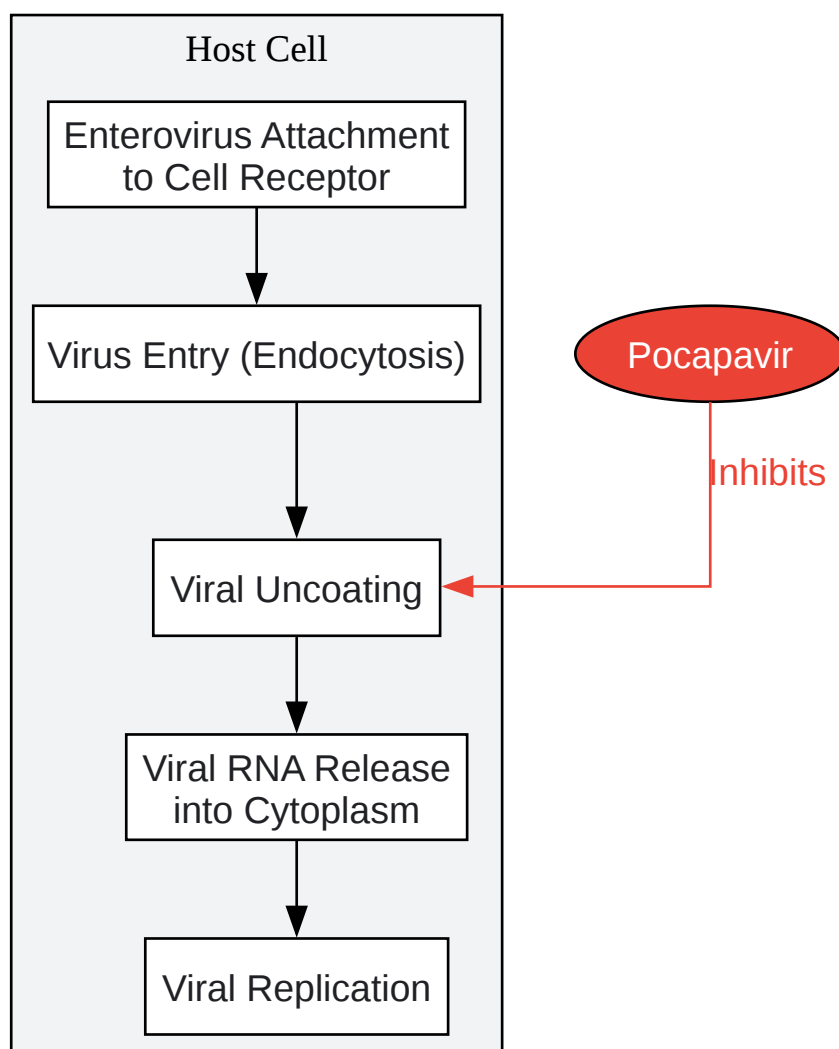 Host Cell
Enterovirus Attachment
to Cell Receptor
Virus Entry (Endocytosis)
Pocapavir
Inhibits
Viral Uncoating
Viral RNA Release
into Cytoplasm
Viral Replication